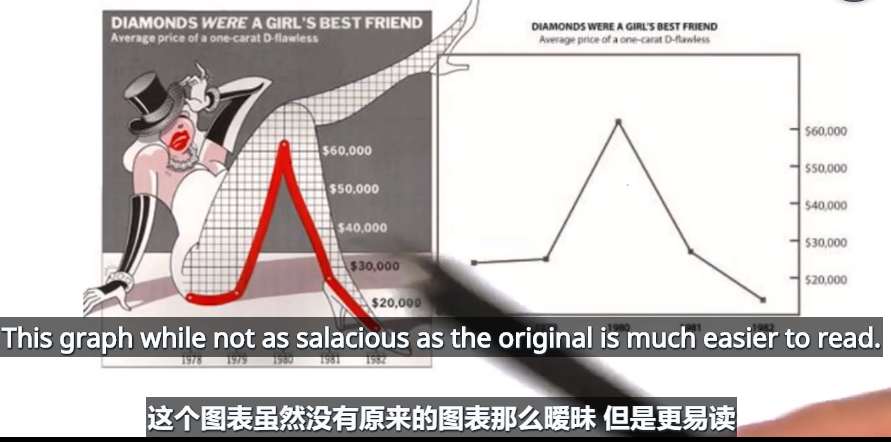 DIAMONDS WERE A GIRL'S BEST FRIEND
Average price of a one-carat D-flawless
$60,000
$50,000
$40,000
$30,000
$20,000
1978 1979 1980 1981 1982
DIAMONDS WERE A GIRL'S BEST FRIEND
Average price of a one-carat D-flawless
$60,000
$50,000
$40,000
$30,000
$20,000
1980 1981 1982
This graph while not as salacious as the original is much easier to read.
这个图表虽然没有原来的图表那么暧昧 但是更易读